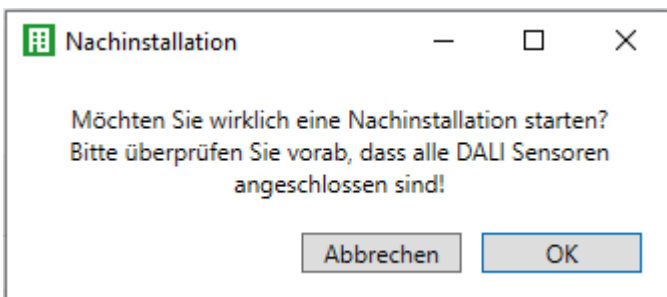 Nachinstallation
Möchten Sie wirklich eine Nachinstallation starten?
Bitte überprüfen Sie vorab, dass alle DALI Sensoren
angeschlossen sind!
Abbrechen OK